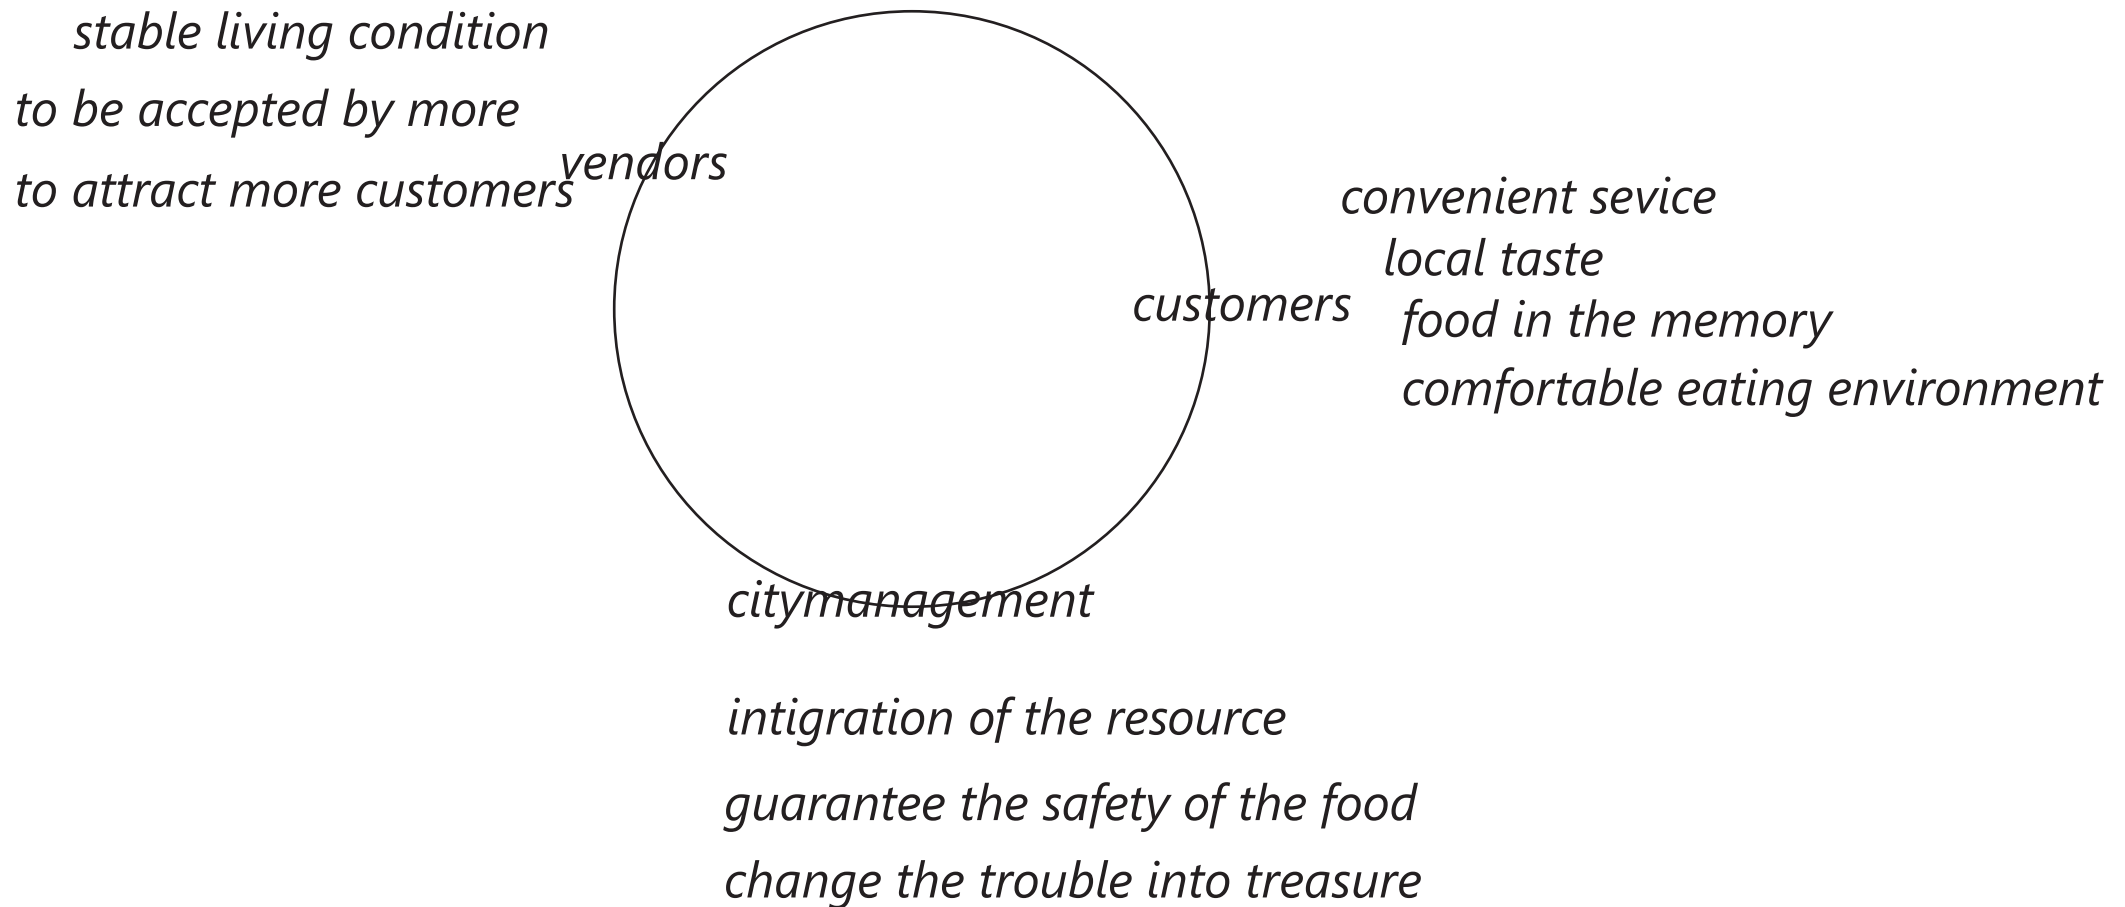 stable living condition
to be accepted by more
to attract more customers
vendors
convenient sevice
local taste
customers
food in the memory
comfortable eating environment
citymanagement
intigration of the resource
guarantee the safety of the food
change the trouble into treasure